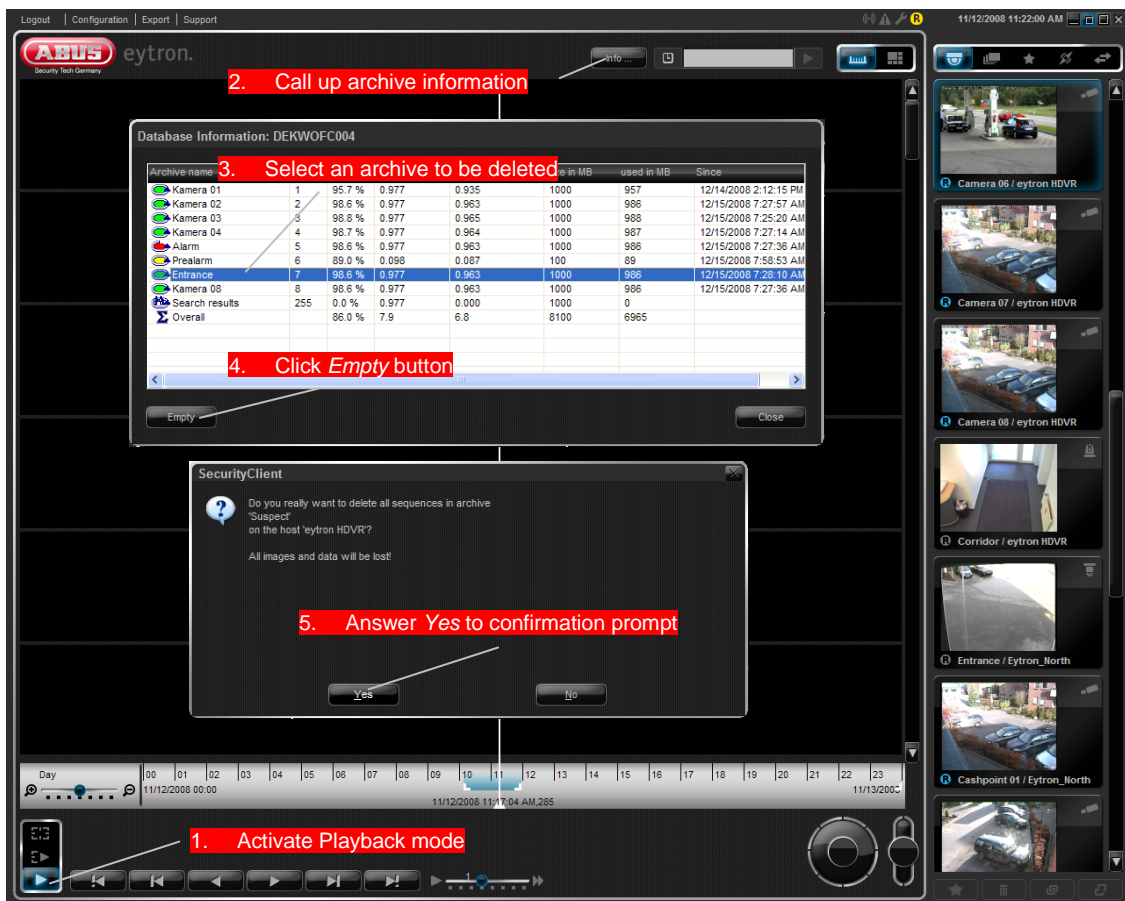 Logout | Configuration | Export | Support
R 11/12/2008 11:22:00 AM
ABUS eytron.
Security Tech Germany
Info ...
2. Call up archive information
Database Information: DEKWOFC004
3. Select an archive to be deleted
Archive name in MB used in MB Since
Kamera 01 1 95.7 % 0.977 0.935 1000 957 12/14/2008 2:12:15 PM
Kamera 02 2 98.6 % 0.977 0.963 1000 986 12/15/2008 7:27:57 AM
Kamera 03 3 98.8 % 0.977 0.965 1000 988 12/15/2008 7:25:20 AM
Kamera 04 4 98.7 % 0.977 0.964 1000 987 12/15/2008 7:27:14 AM
Alarm 5 98.6 % 0.977 0.963 1000 986 12/15/2008 7:27:36 AM
Prealarm 6 89.0 % 0.098 0.087 100 89 12/15/2008 7:58:53 AM
Entrance 7 98.6 % 0.977 0.963 1000 986 12/15/2008 7:28:10 AM
Kamera 08 8 98.6 % 0.977 0.963 1000 986 12/15/2008 7:27:36 AM
Search results 255 0.0 % 0.977 0.000 1000 0
Σ Overall 86.0 % 7.9 6.8 8100 6965
4. Click Empty button
Empty
Close
SecurityClient
Do you really want to delete all sequences in archive
'Suspect'
on the host 'eytron HDVR'?
All images and data will be lost!
5. Answer Yes to confirmation prompt
Yes
No
Day
00 01 02 03 04 05 06 07 08 09 10 11 12 13 14 15 16 17 18 19 20 21 22 23
11/12/2008 00:00
11/12/2008 11:17:04 AM,285
1. Activate Playback mode
1
Camera 06 / eytron HDVR
Camera 07 / eytron HDVR
Camera 08 / eytron HDVR
Corridor / eytron HDVR
Entrance / Eytron_North
Cashpoint 01 / Eytron_North